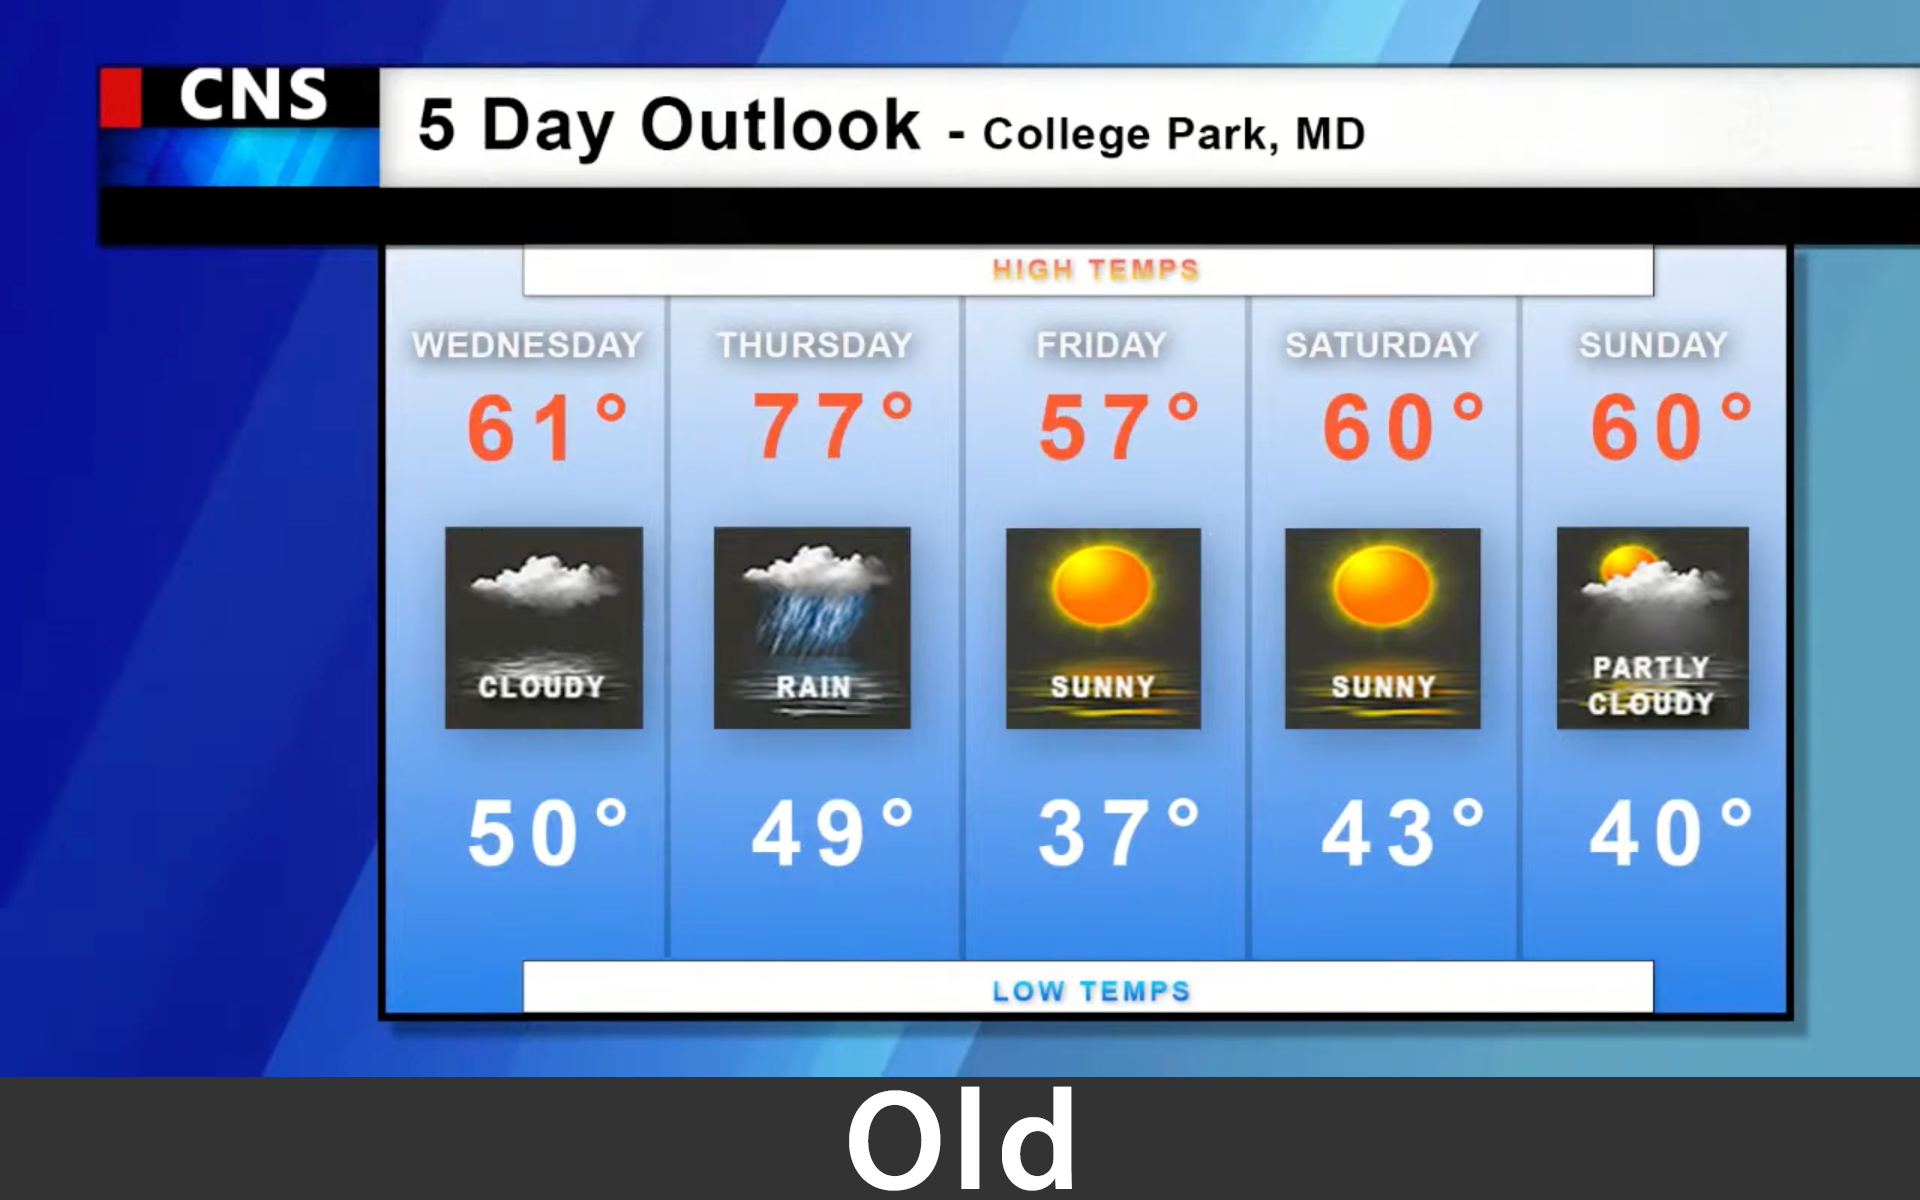 CNS
5 Day Outlook - College Park, MD
HIGH TEMPS
WEDNESDAY THURSDAY FRIDAY SATURDAY SUNDAY
61° 77° 57° 60° 60°
CLOUDY RAIN SUNNY SUNNY PARTLY
CLOUDY
50° 49° 37° 43° 40°
LOW TEMPS
Old